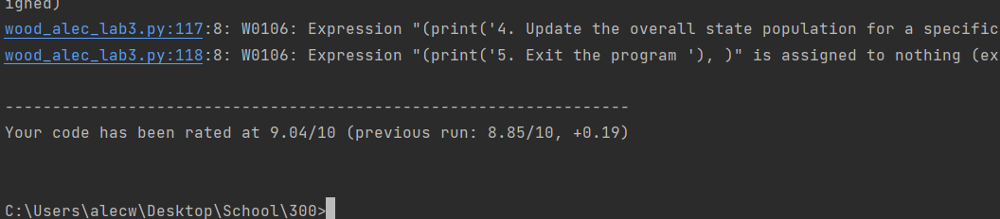 igned)
wood_alec_lab3.py:117:8: W0106: Expression "(print('4. Update the overall state population for a specific
wood_alec_lab3.py:118:8: W0106: Expression "(print('5. Exit the program '), )" is assigned to nothing (ex
------------------------------------------------------------------
Your code has been rated at 9.04/10 (previous run: 8.85/10, +0.19)
C:\Users\alecw\Desktop\School\300>